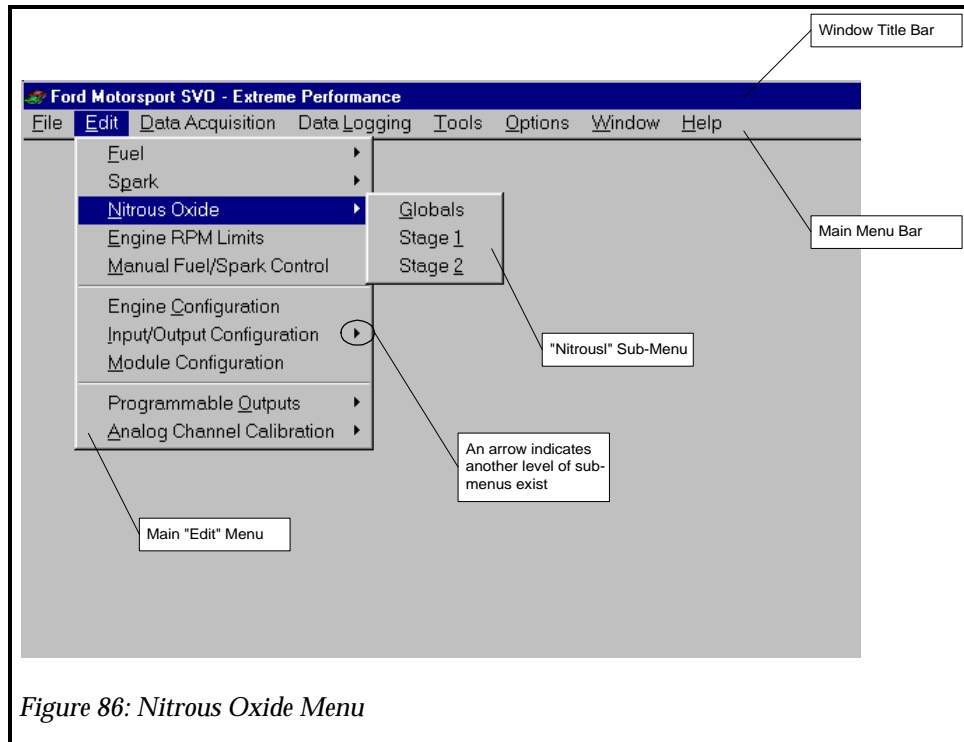 Window Title Bar
Ford Motorsport SVO - Extreme Performance
File Edit Data Acquisition Data Logging Tools Options Window Help
Fuel
Spark
Nitrous Oxide
Globals
Engine RPM Limits
Stage 1
Main Menu Bar
Manual Fuel/Spark Control
Stage 2
Engine Configuration
Input/Output Configuration
Module Configuration
"Nitrousl" Sub-Menu
Programmable Outputs
Analog Channel Calibration
An arrow indicates
another level of sub-
menus exist
Main "Edit" Menu
Figure 86: Nitrous Oxide Menu